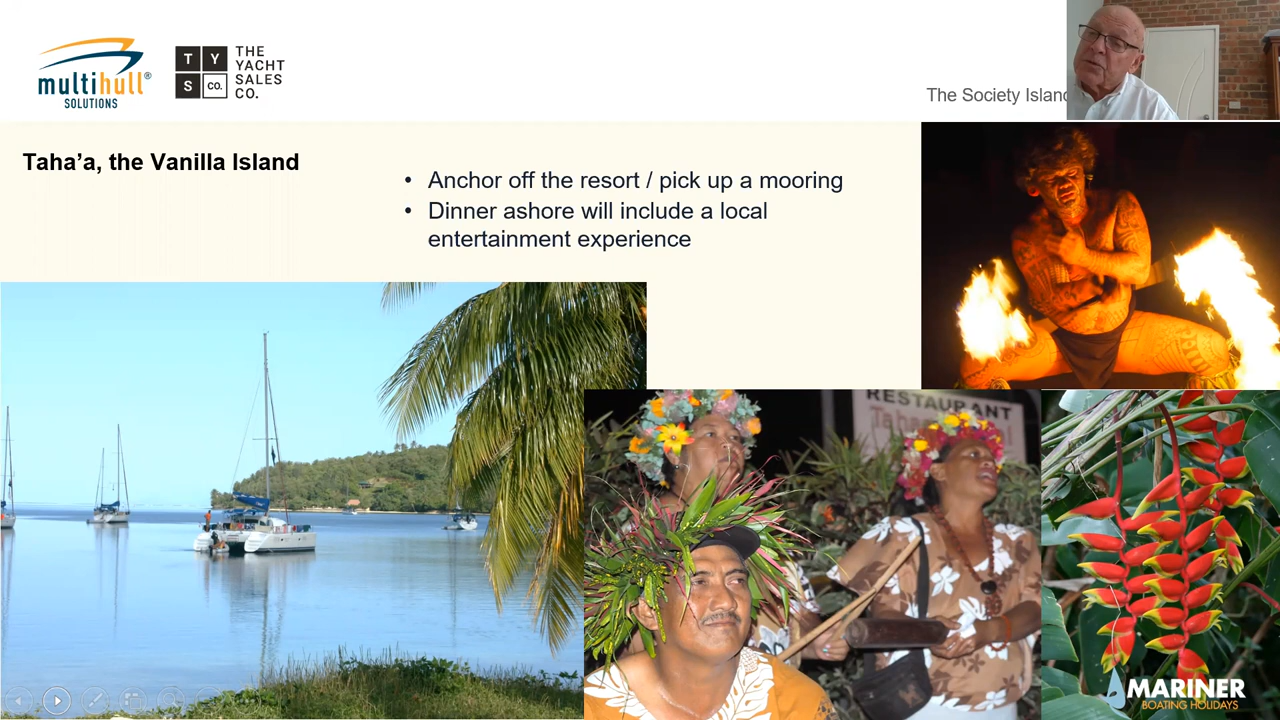 multihull®
SOLUTIONS
T Y
S CO.
THE
YACHT
SALES
CO.
The Society Islan
Taha’a, the Vanilla Island
• Anchor off the resort / pick up a mooring
• Dinner ashore will include a local
entertainment experience
RESTAURANT
MARINER
BOATING HOLIDAYS